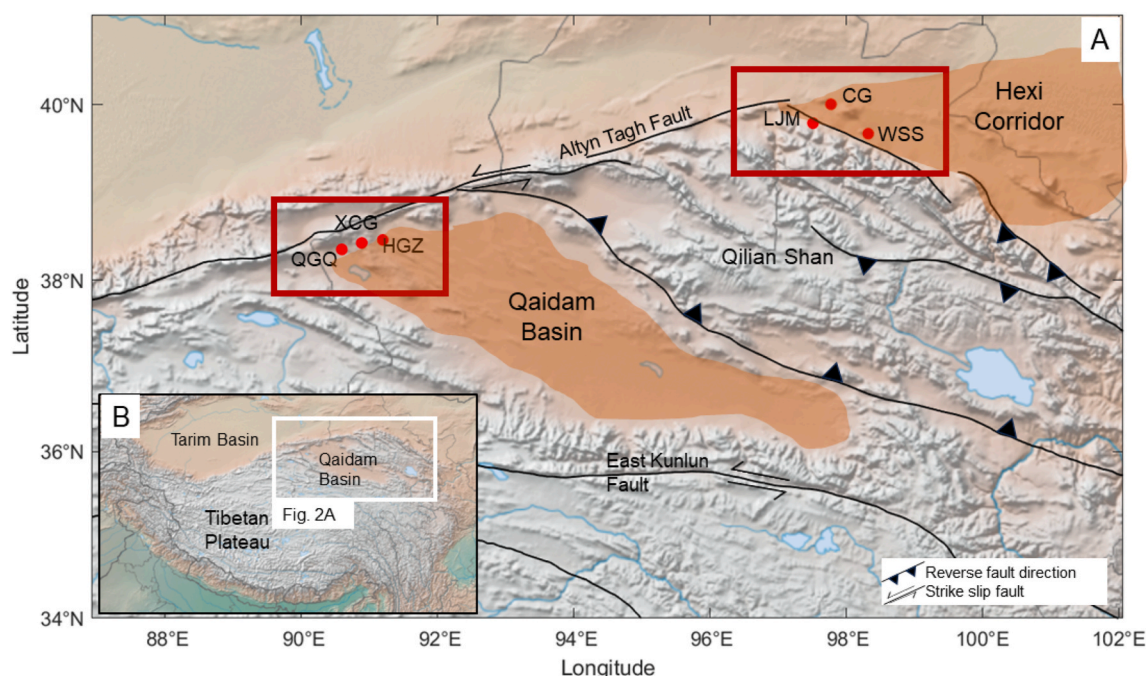 A
40°N
38°N
36°N
34°N
Latitude
Altyn Tagh Fault
CG
LJM
WSS
Hexi
Corridor
XCG
QGQ
HGZ
Qilian Shan
Qaidam
Basin
East Kunlun
Fault
B
Tarim Basin
Qaidam
Basin
Fig. 2A
Tibetan
Plateau
Reverse fault direction
Strike slip fault
88°E
90°E
92°E
94°E
96°E
98°E
100°E
102°E
Longitude